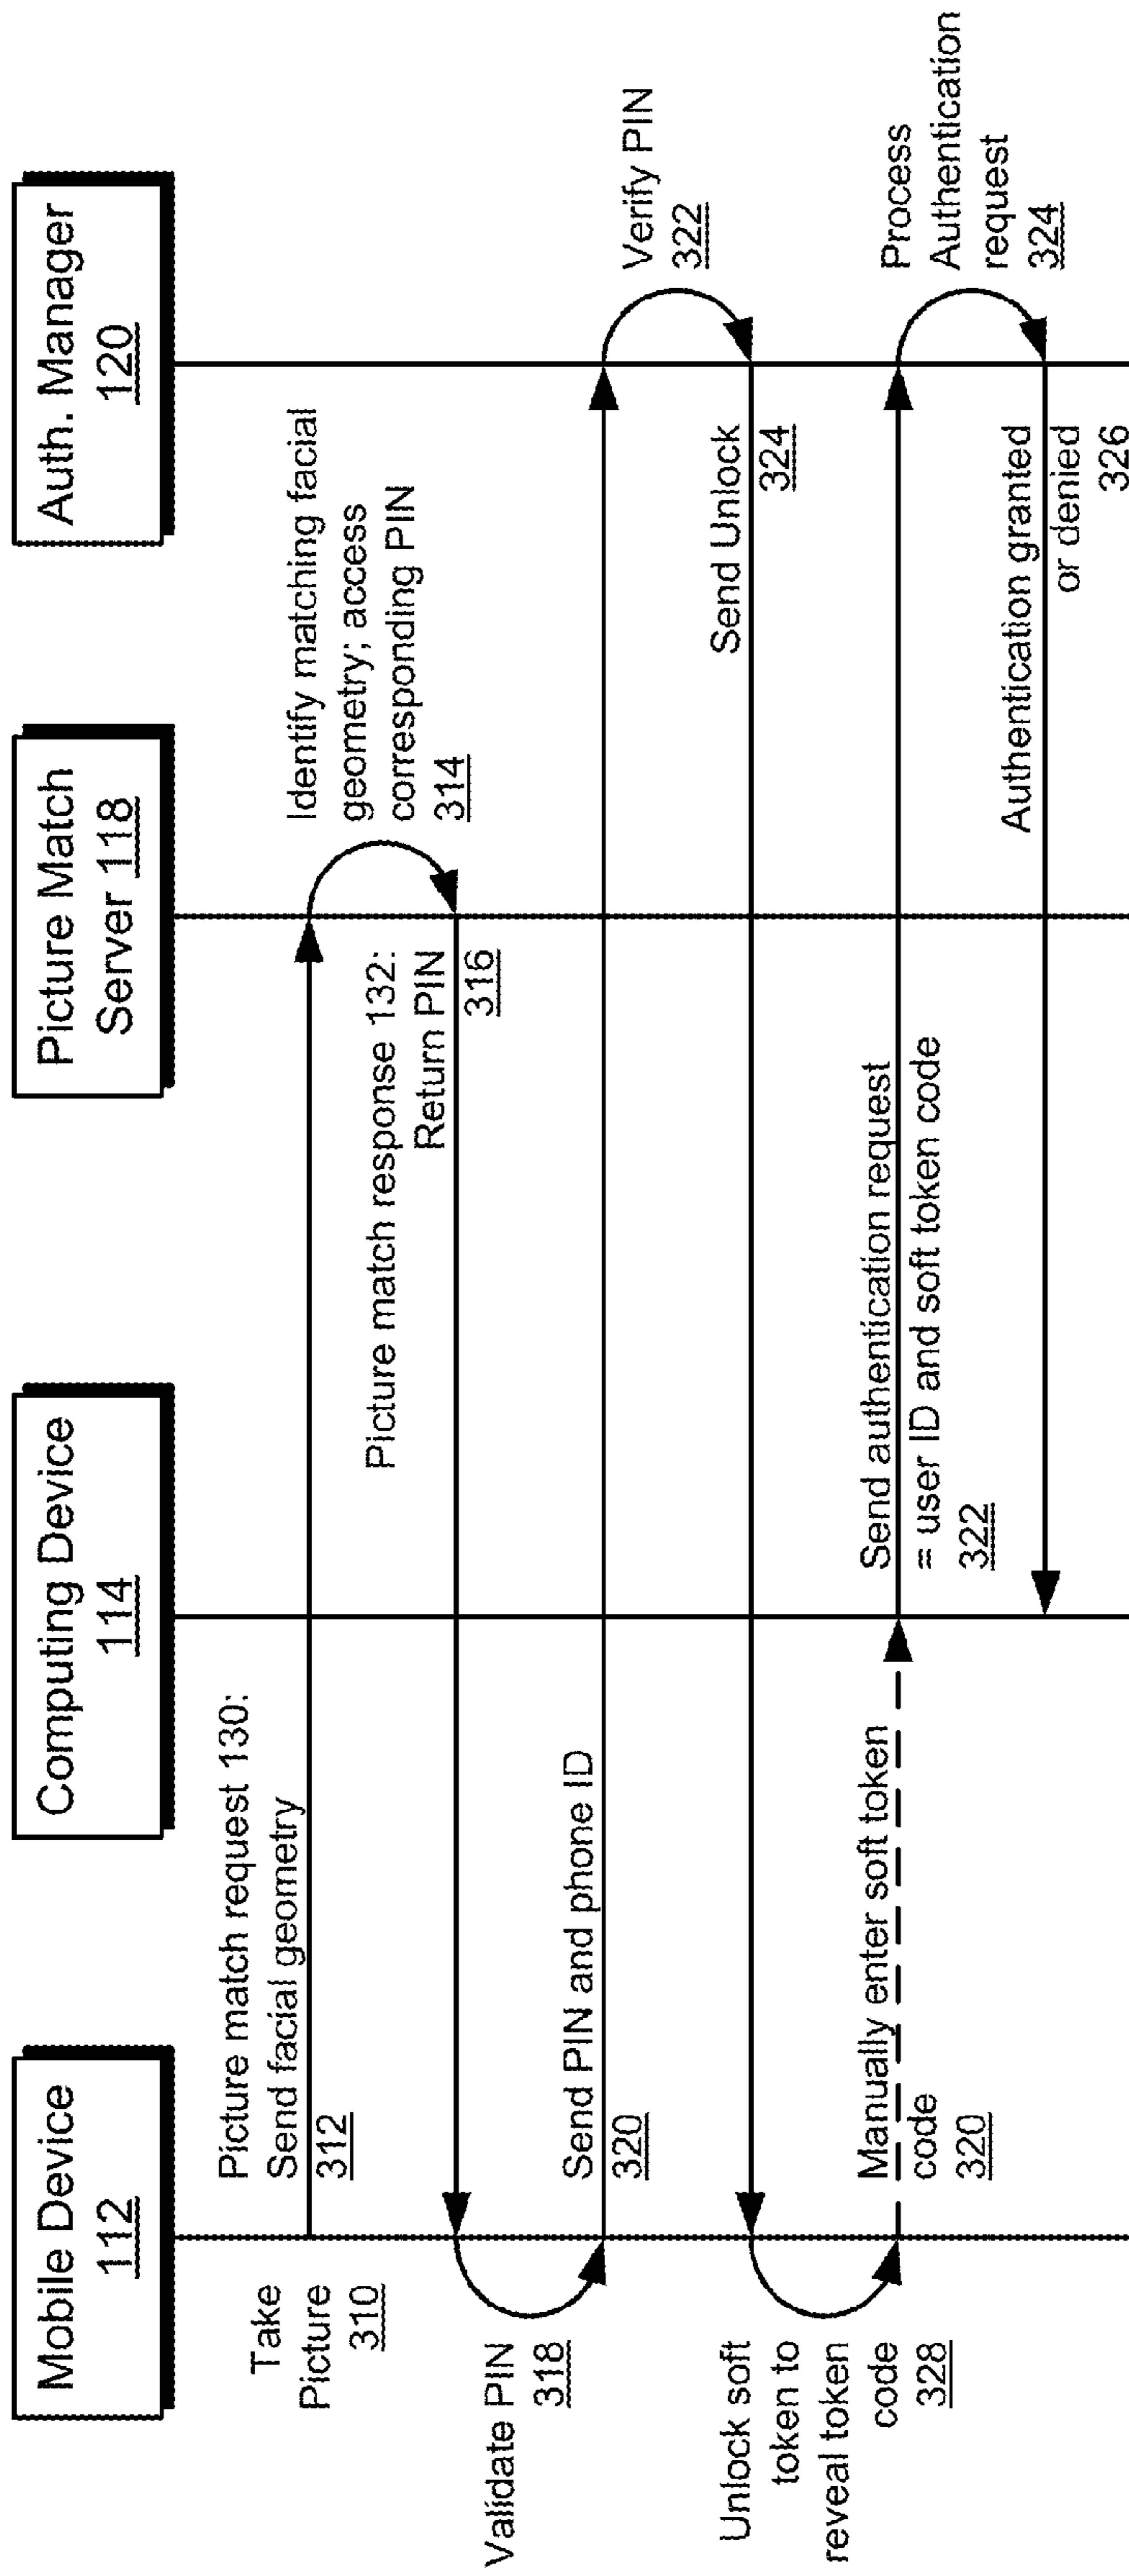 Mobile Device
112
Computing Device
114
Picture Match
Server 118
Auth. Manager
120
Take
Picture
310
Picture match request 130:
Send facial geometry
312
Identify matching facial
geometry; access
corresponding PIN
314
Picture match response 132:
Return PIN
316
Validate PIN
318
Send PIN and phone ID
320
Verify PIN
322
Send Unlock
324
Unlock soft
token to
reveal token
code
328
Manually enter soft token
code
320
Send authentication request
= user ID and soft token code
322
Process
Authentication
request
324
Authentication granted
or denied
326